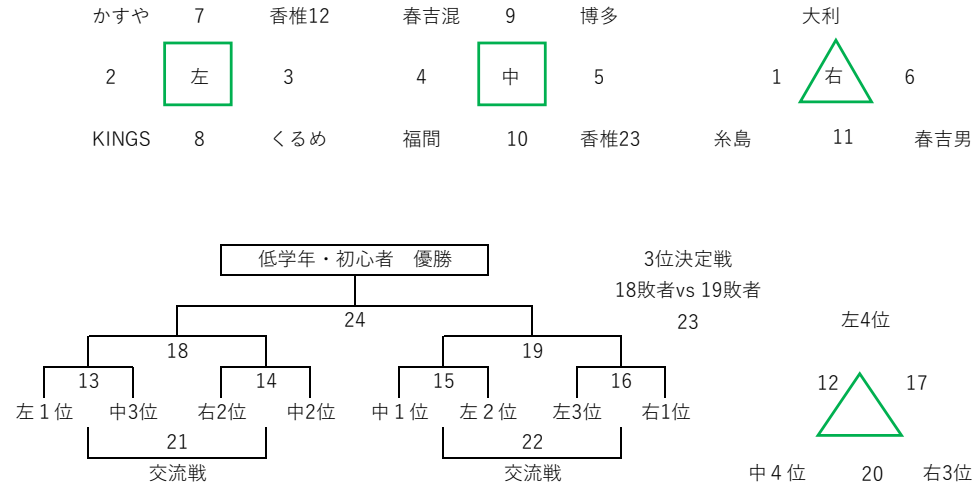 かすや 7 香椎12 春吉混 9 博多 大利
2 左 3 4 中 5 1 右 6
KINGS 8 くるめ 福間 10 香椎23 糸島 11 春吉男
低学年・初心者　優勝 3位決定戦
18敗者vs 19敗者
24 23 左4位
18 19
13 14 15 16 12 17
左１位 中3位 右2位 中2位 中１位 左２位 左3位 右1位
21 22
交流戦 交流戦 中４位 20 右3位